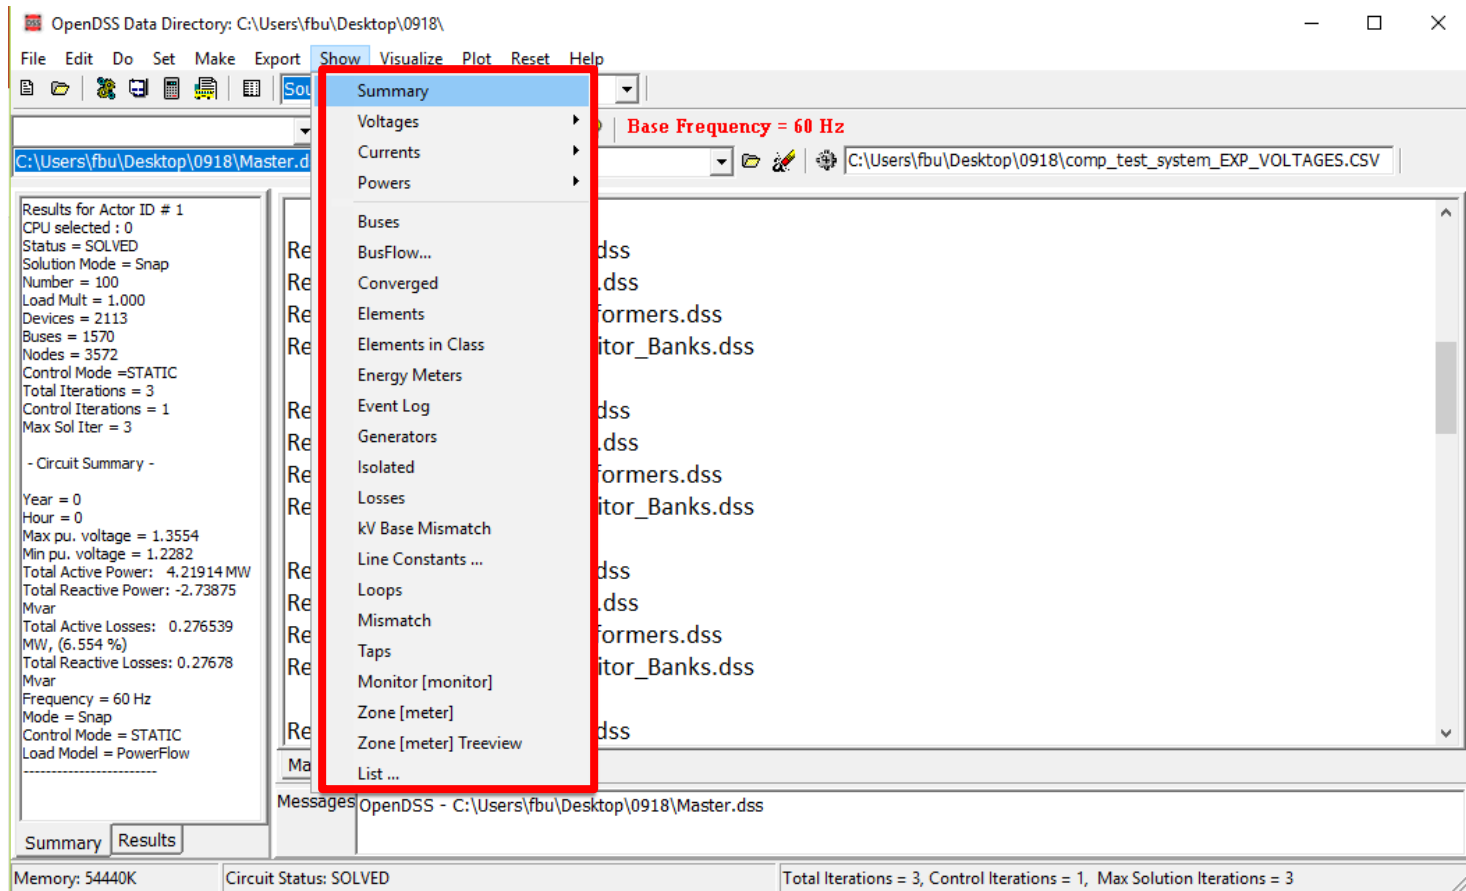 OpenDSS Data Directory: C:\Users\fbu\Desktop\0918\
File Edit Do Set Make Export Show Visualize Plot Reset Help
Base Frequency = 60 Hz
C:\Users\fbu\Desktop\0918\Master.d
C:\Users\fbu\Desktop\0918\comp_test_system_EXP_VOLTAGES.CSV
Results for Actor ID # 1
CPU selected : 0
Status = SOLVED
Solution Mode = Snap
Number = 100
Load Mult = 1.000
Devices = 2113
Buses = 1570
Nodes = 3572
Control Mode =STATIC
Total Iterations = 3
Control Iterations = 1
Max Sol Iter = 3
- Circuit Summary -
Year = 0
Hour = 0
Max pu. voltage = 1.3554
Min pu. voltage = 1.2282
Total Active Power: 4.21914 MW
Total Reactive Power: -2.73875
Mvar
Total Active Losses: 0.276539
MW, (6.554 %)
Total Reactive Losses: 0.27678
Mvar
Frequency = 60 Hz
Mode = Snap
Control Mode = STATIC
Load Model = PowerFlow
-------------------------
Summary Results
Summary
Voltages
Currents
Powers
Buses
BusFlow...
Converged
Elements
Elements in Class
Energy Meters
Event Log
Generators
Isolated
Losses
kV Base Mismatch
Line Constants ...
Loops
Mismatch
Taps
Monitor [monitor]
Zone [meter]
Zone [meter] Treeview
List ...
Re dss
Re .dss
Re formers.dss
Re itor_Banks.dss
Re dss
Re .dss
Re formers.dss
Re itor_Banks.dss
Re dss
Re .dss
Re formers.dss
Re itor_Banks.dss
Re dss
Ma
Messages OpenDSS - C:\Users\fbu\Desktop\0918\Master.dss
Memory: 54440K Circuit Status: SOLVED Total Iterations = 3, Control Iterations = 1, Max Solution Iterations = 3